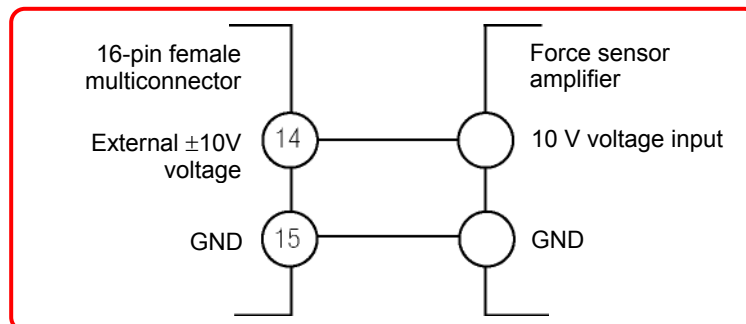 16-pin female
multiconnector
Force sensor
amplifier
External ±10V
voltage
14
10 V voltage input
GND
15
GND